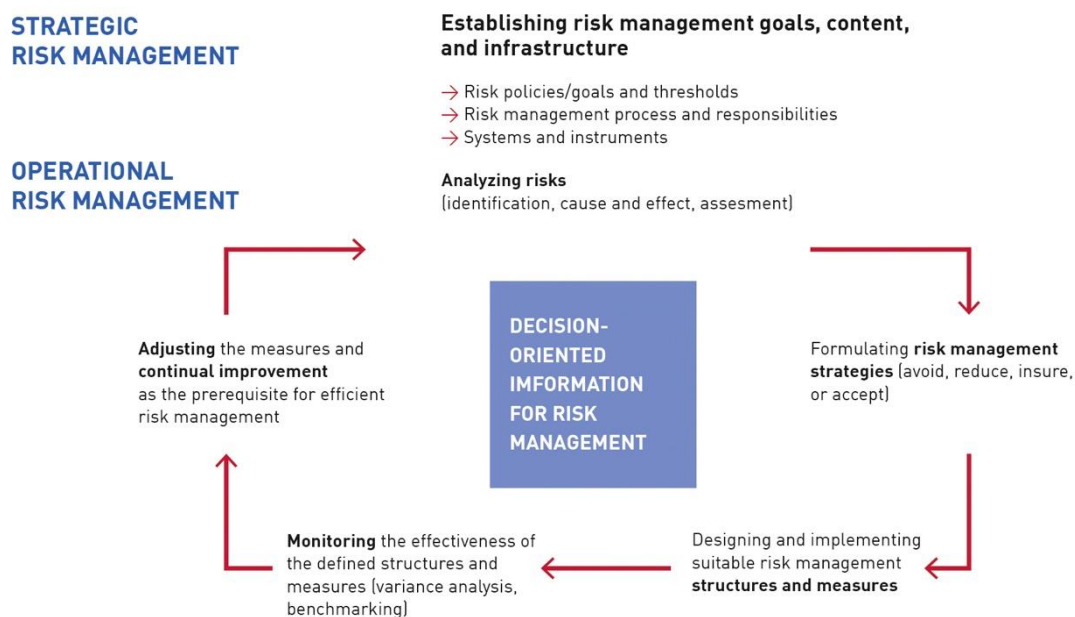 STRATEGIC
RISK MANAGEMENT
Establishing risk management goals, content,
and infrastructure
→ Risk policies/goals and thresholds
→ Risk management process and responsibilities
→ Systems and instruments
OPERATIONAL
RISK MANAGEMENT
Analyzing risks
(identification, cause and effect, assesment)
DECISION-
ORIENTED
IMFORMATION
FOR RISK
MANAGEMENT
Formulating risk management
strategies (avoid, reduce, insure,
or accept)
Designing and implementing
suitable risk management
structures and measures
Monitoring the effectiveness of
the defined structures and
measures (variance analysis,
benchmarking)
Adjusting the measures and
continual improvement
as the prerequisite for efficient
risk management